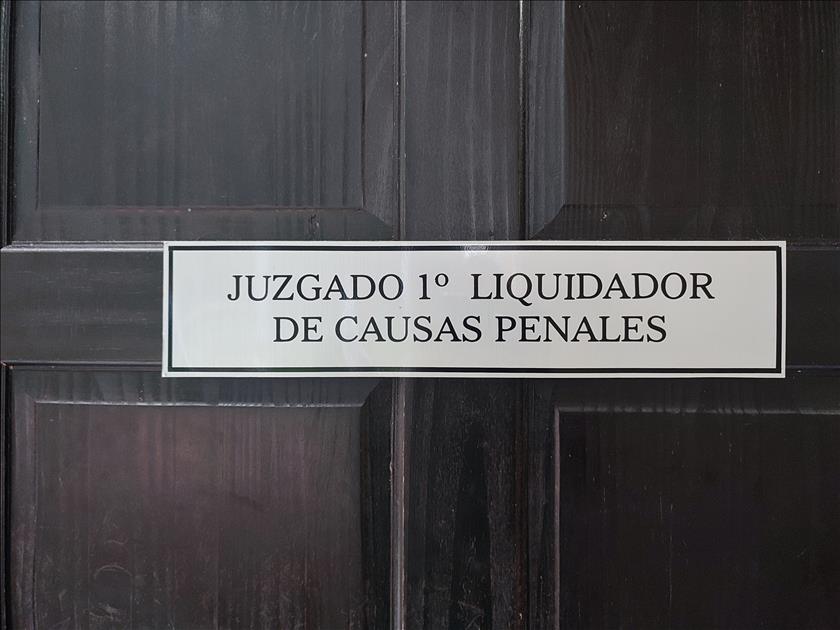 JUZGADO 1º LIQUIDADOR
DE CAUSAS PENALES